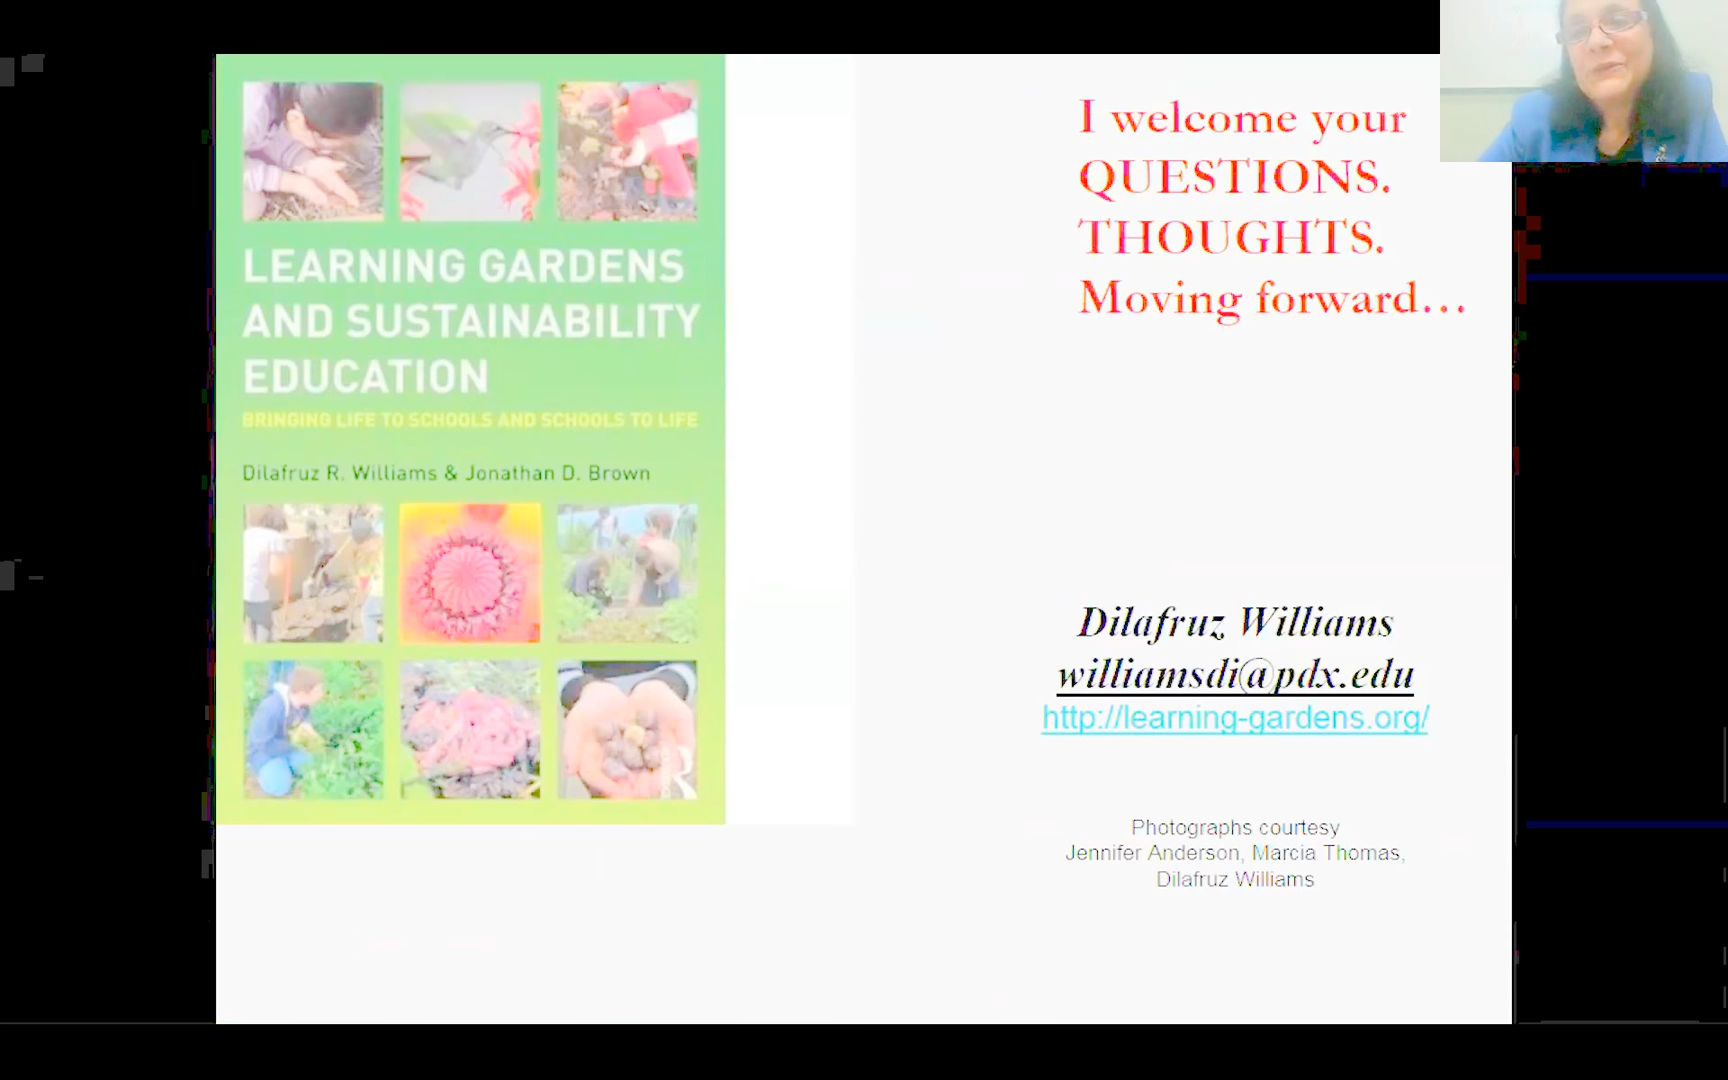 LEARNING GARDENS
AND SUSTAINABILITY
EDUCATION
BRINGING LIFE TO SCHOOLS AND SCHOOLS TO LIFE
Dilafruz R. Williams & Jonathan D. Brown
R
I welcome your
QUESTIONS.
THOUGHTS.
Moving forward...
Dilafruz Williams
williamsdi@pdx.edu
http://learning-gardens.org/
Photographs courtesy
Jennifer Anderson, Marcia Thomas,
Dilafruz Williams